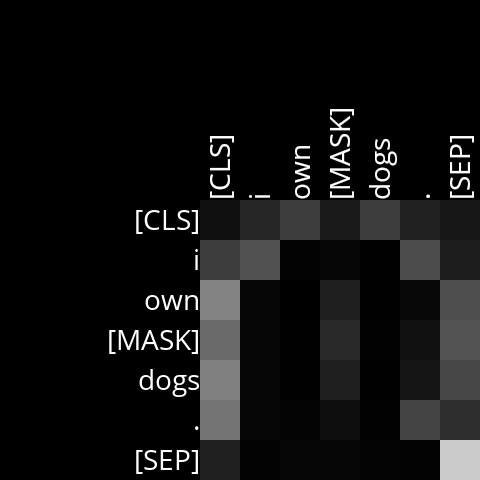 [CLS] i own [MASK] dogs . [SEP]
[CLS]
i
own
[MASK]
dogs
.
[SEP]